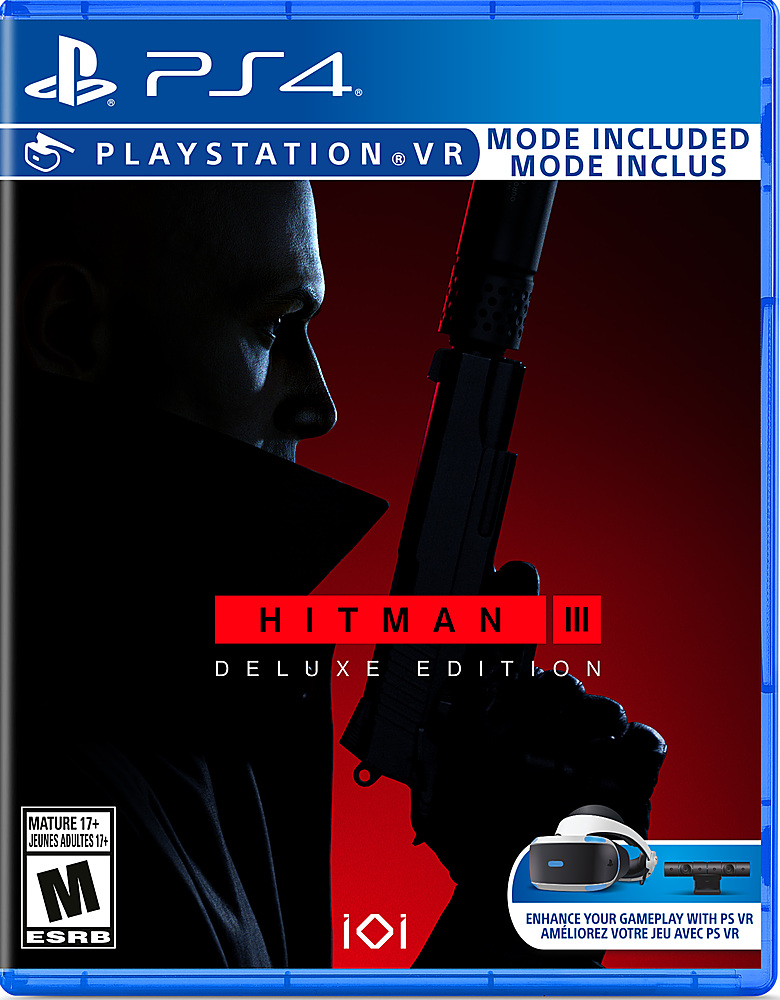 PS4®
PLAYSTATION®VR
MODE INCLUDED
MODE INCLUS
HITMAN III
DELUXE EDITION
MATURE 17+
JEUNES ADULTES 17+
M
ESRB
ioi
ENHANCE YOUR GAMEPLAY WITH PS VR
AMÉLIOREZ VOTRE JEU AVEC PS VR